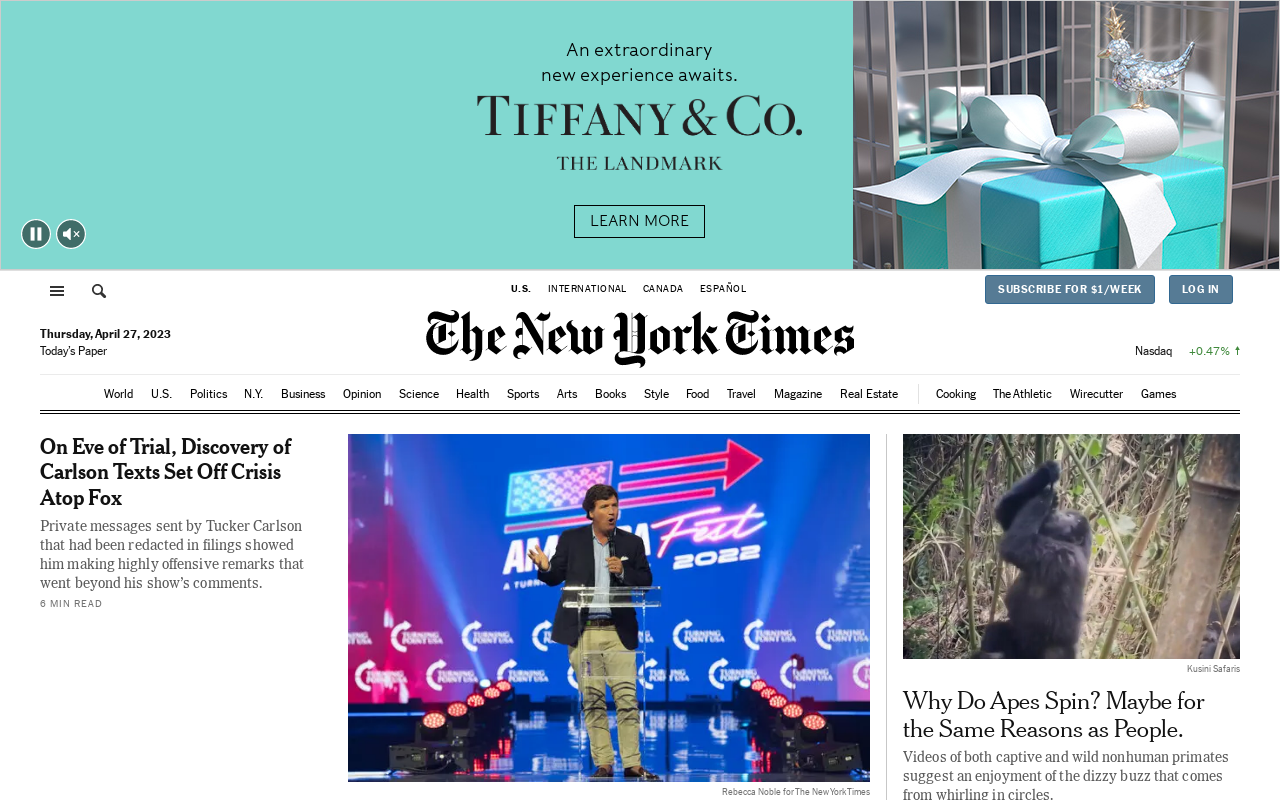 An extraordinary
new experience awaits.
TIFFANY & CO.
THE LANDMARK
LEARN MORE
U.S. INTERNATIONAL CANADA ESPAÑOL
SUBSCRIBE FOR $1/WEEK LOG IN
The New York Times
Thursday, April 27, 2023
Today's Paper
Nasdaq +0.47%
World U.S. Politics N.Y. Business Opinion Science Health Sports Arts Books Style Food Travel Magazine Real Estate Cooking The Athletic Wirecutter Games
On Eve of Trial, Discovery of
Carlson Texts Set Off Crisis
Atop Fox
Private messages sent by Tucker Carlson
that had been redacted in filings showed
him making highly offensive remarks that
went beyond his show's comments.
6 MIN READ
Fest
2022
TURNING
POINT USA
TURNING
POINT USA
Rebecca Noble for The New York Times
Kusini Safaris
Why Do Apes Spin? Maybe for
the Same Reasons as People.
Videos of both captive and wild nonhuman primates
suggest an enjoyment of the dizzy buzz that comes
from whirling in circles.